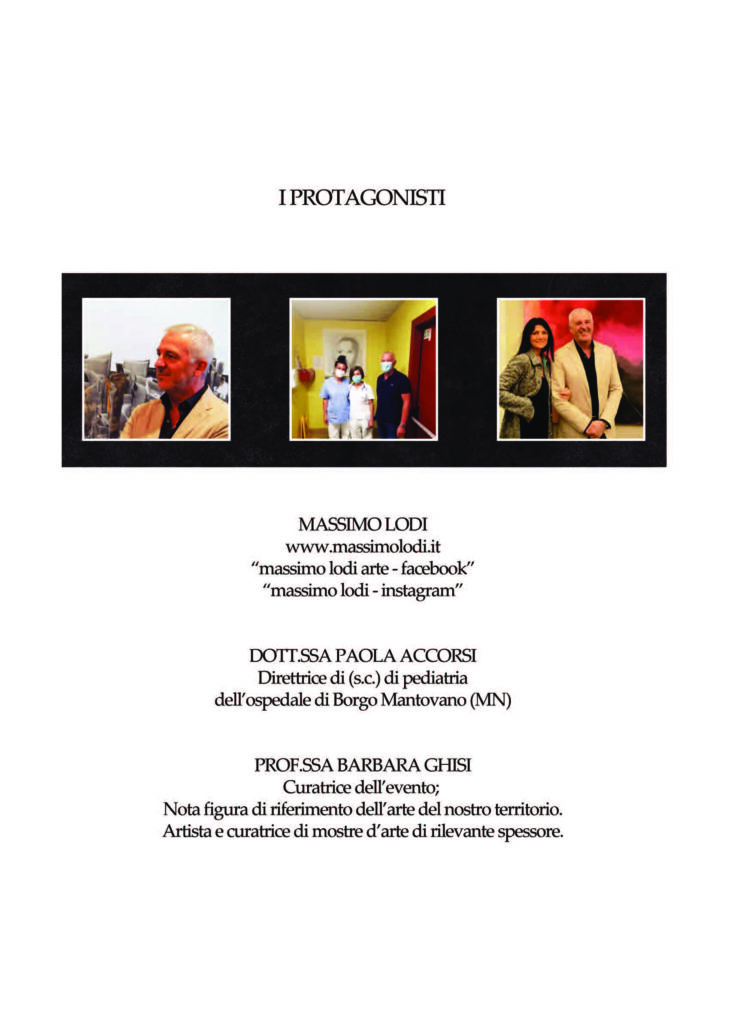 I PROTAGONISTI
MASSIMO LODI
www.massimolodi.it
“massimo lodi arte - facebook”
“massimo lodi - instagram”
DOTT.SSA PAOLA ACCORSI
Direttrice di (s.c.) di pediatria
dell’ospedale di Borgo Mantovano (MN)
PROF.SSA BARBARA GHISI
Curatrice dell’evento;
Nota figura di riferimento dell’arte del nostro territorio.
Artista e curatrice di mostre d’arte di rilevante spessore.